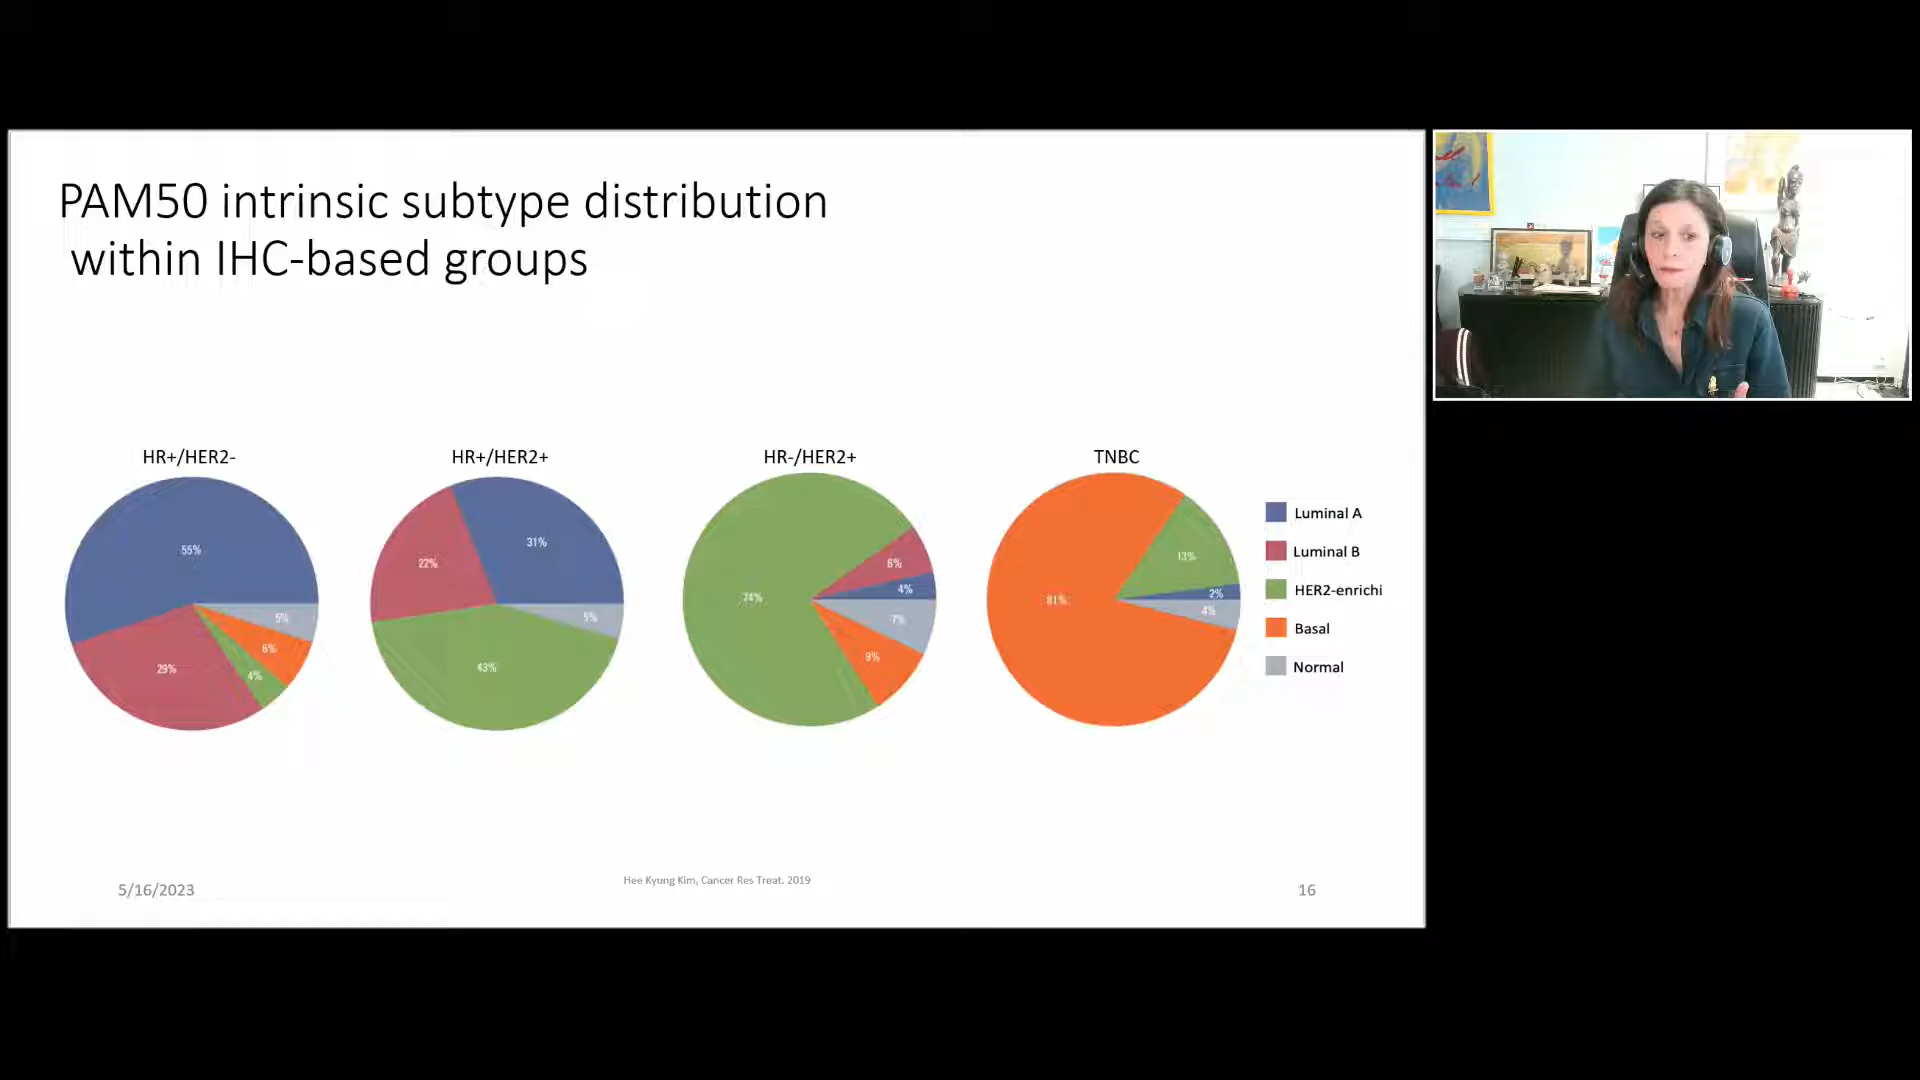 PAM50 intrinsic subtype distribution
within IHC-based groups
HR+/HER2-
HR+/HER2+
HR-/HER2+
TNBC
55%
29%
4%
6%
5%
31%
22%
43%
5%
74%
6%
4%
7%
9%
81%
13%
2%
4%
Luminal A
Luminal B
HER2-enrichi
Basal
Normal
5/16/2023
Hee Kyung Kim, Cancer Res Treat. 2019
16